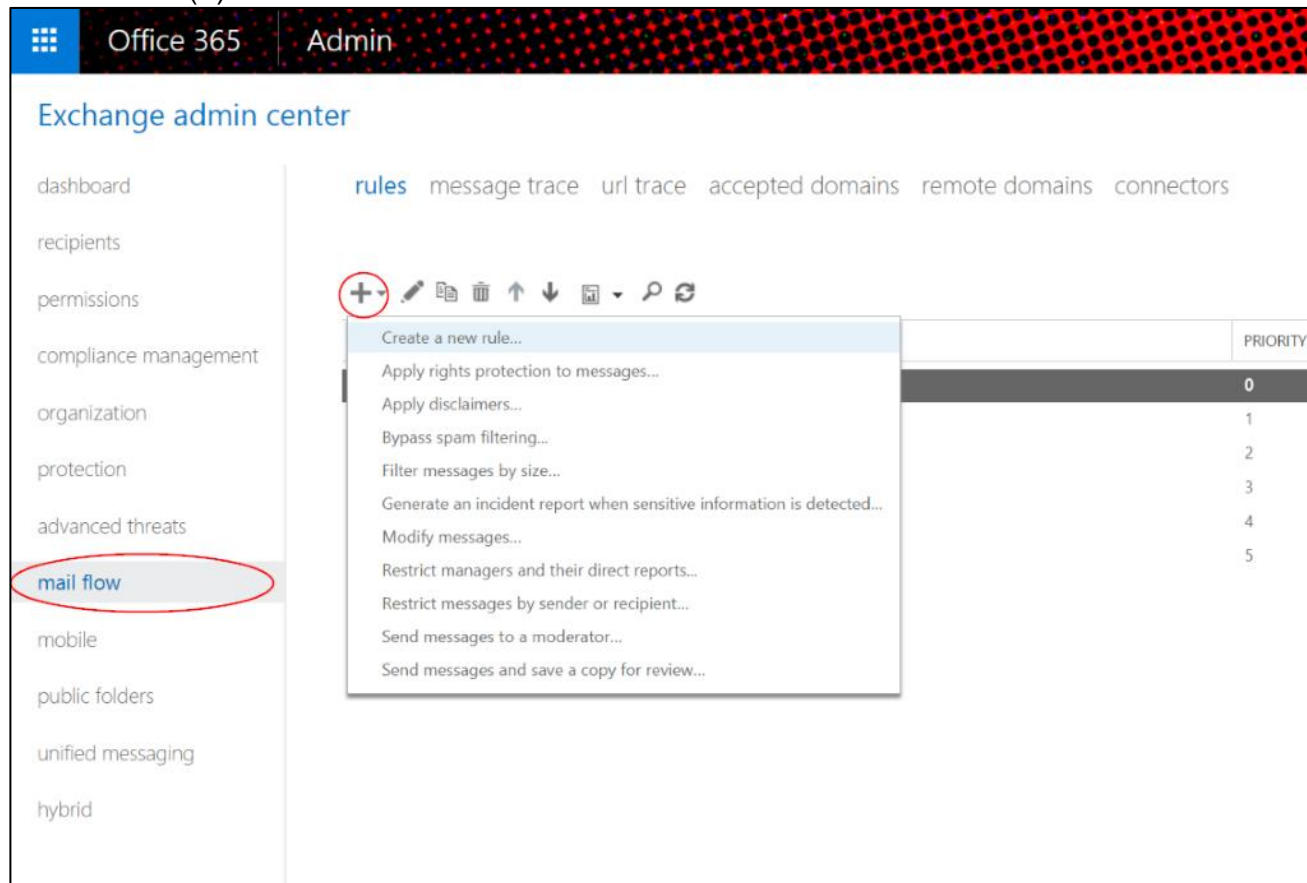 Office 365 Admin
Exchange admin center
dashboard
recipients
permissions
compliance management
organization
protection
advanced threats
mail flow
mobile
public folders
unified messaging
hybrid
rules message trace url trace accepted domains remote domains connectors
PRIORITY
Create a new rule...
Apply rights protection to messages...
Apply disclaimers...
Bypass spam filtering...
Filter messages by size...
Generate an incident report when sensitive information is detected...
Modify messages...
Restrict managers and their direct reports...
Restrict messages by sender or recipient...
Send messages to a moderator...
Send messages and save a copy for review...
0
1
2
3
4
5